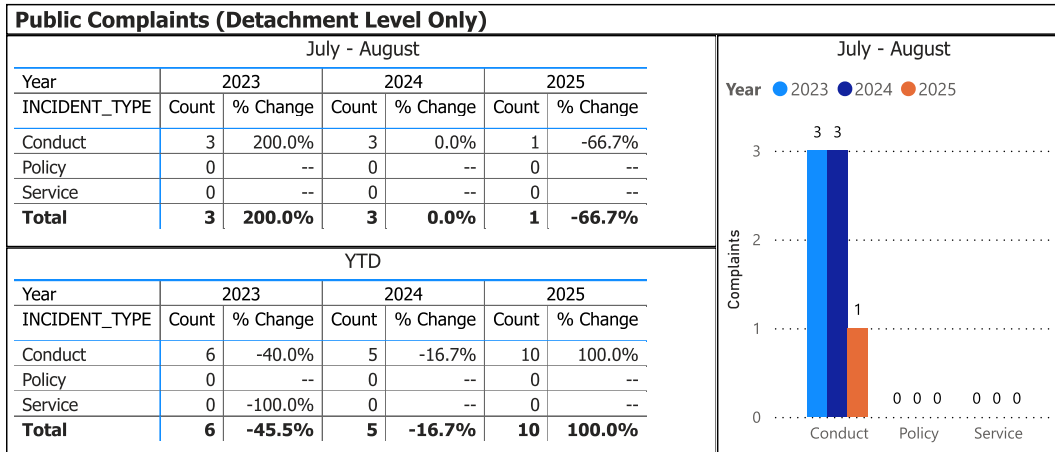 Public Complaints (Detachment Level Only)
July - August
Year 2023 2024 2025
INCIDENT_TYPE Count % Change Count % Change Count % Change
Conduct 3 200.0% 3 0.0% 1 -66.7%
Policy 0 -- 0 -- 0 --
Service 0 -- 0 -- 0 --
Total 3 200.0% 3 0.0% 1 -66.7%
YTD
Year 2023 2024 2025
INCIDENT_TYPE Count % Change Count % Change Count % Change
Conduct 6 -40.0% 5 -16.7% 10 100.0%
Policy 0 -- 0 -- 0 --
Service 0 -100.0% 0 -- 0 --
Total 6 -45.5% 5 -16.7% 10 100.0%
July - August
Year 2023 2024 2025
Complaints
3
2
1
0
3 3 1
0 0 0
0 0 0
Conduct Policy Service